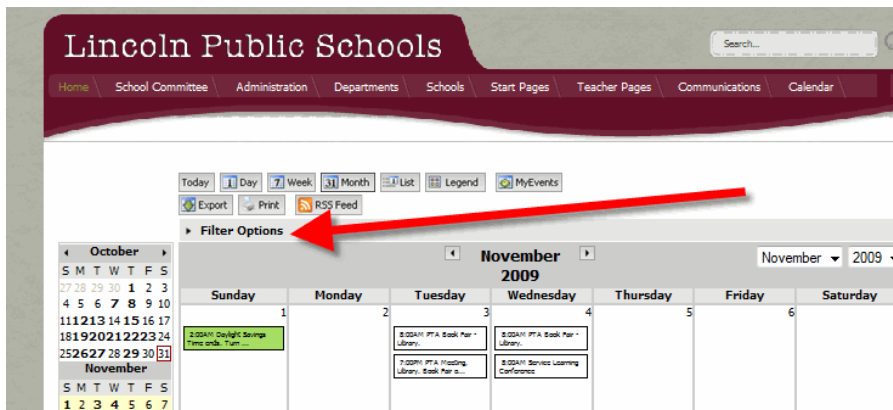 Lincoln Public Schools
Search...
Home School Committee Administration Departments Schools Start Pages Teacher Pages Communications Calendar
Today 1 Day 7 Week 31 Month List Legend MyEvents
Export Print RSS Feed
Filter Options
October
November
2009
November 2009
S M T W T F S
27 28 29 30 1 2 3
4 5 6 7 8 9 10
11 12 13 14 15 16 17
18 19 20 21 22 23 24
25 26 27 28 29 30 31
November
S M T W T F S
1 2 3 4 5 6 7
Sunday Monday Tuesday Wednesday Thursday Friday Saturday
1 2 3 4 5 6
2:00AM Daylight Savings
Time ends. Turn ...
8:00AM PTA Book Fair -
Library.
8:00AM PTA Book Fair -
Library.
7:00PM PTA Meeting,
Library. Book Fair o...
8:00AM Service Learning
Conference